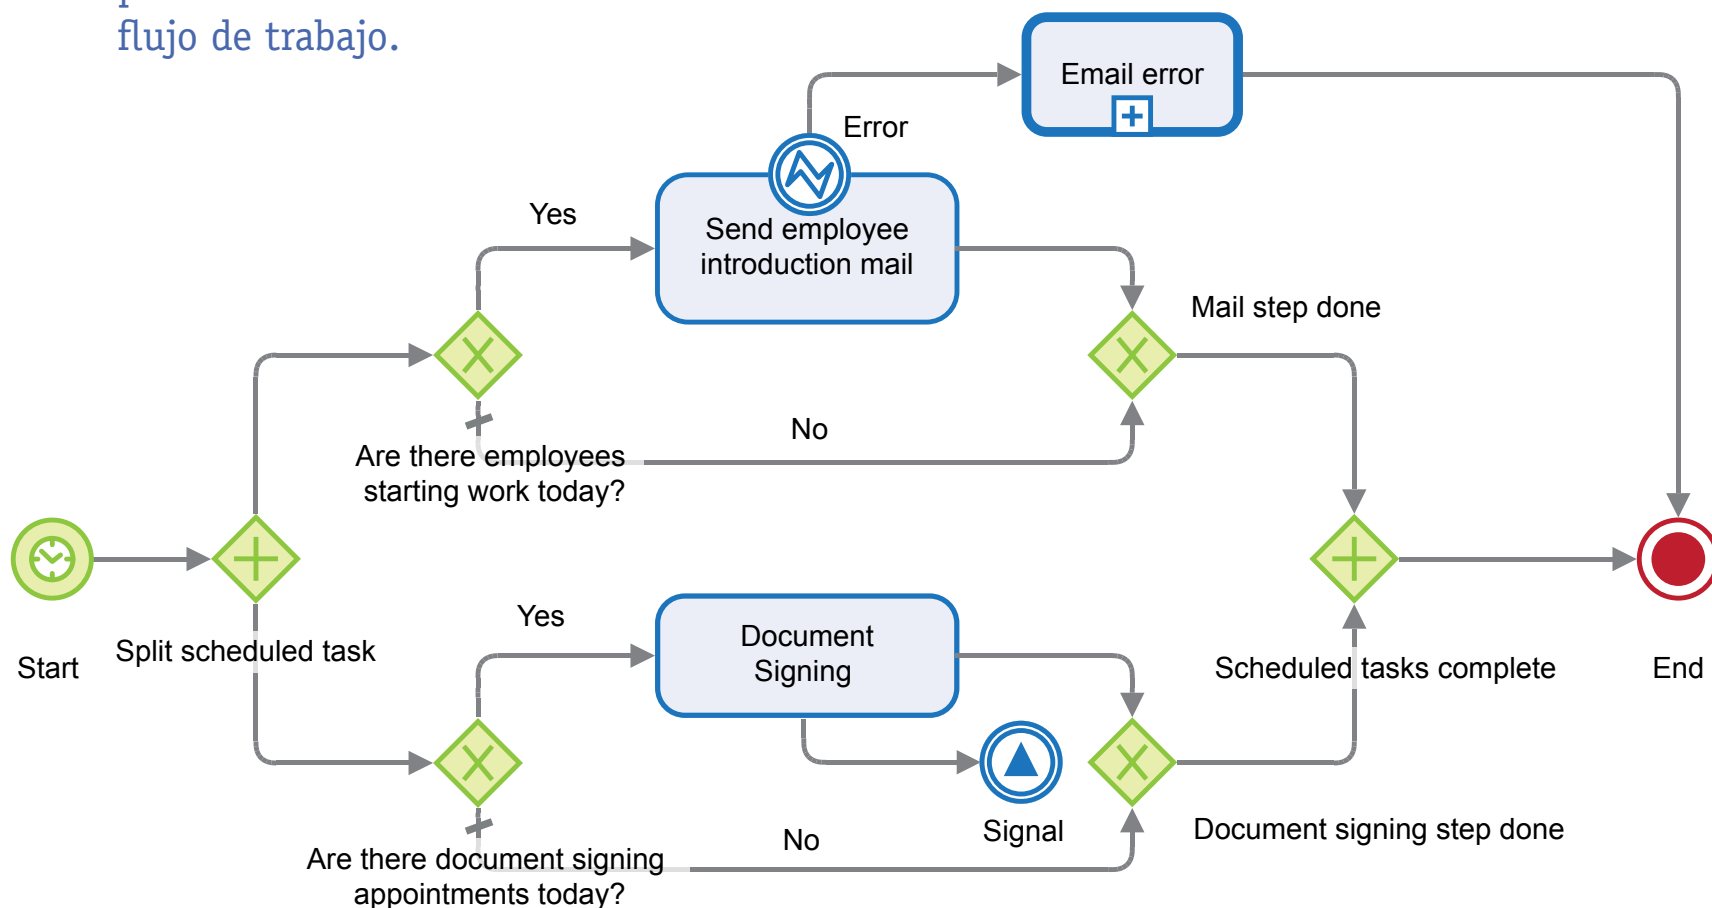 flujo de trabajo.
Email error
Error
Yes
Send employee
introduction mail
Mail step done
No
Are there employees
starting work today?
Start
Split scheduled task
Yes
Document
Signing
Scheduled tasks complete
End
Signal
No
Document signing step done
Are there document signing
appointments today?